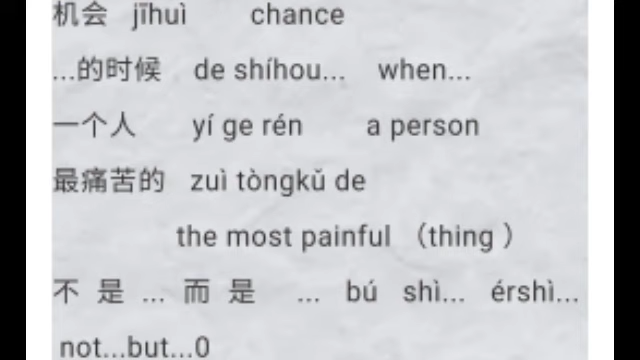 机会 jīhuì chance
...的时候 de shíhou... when...
一个人 yí ge rén a person
最痛苦的 zuì tòngkǔ de
the most painful （thing ）
不 是 ... 而 是 ... bú shì... érshì...
not...but...0